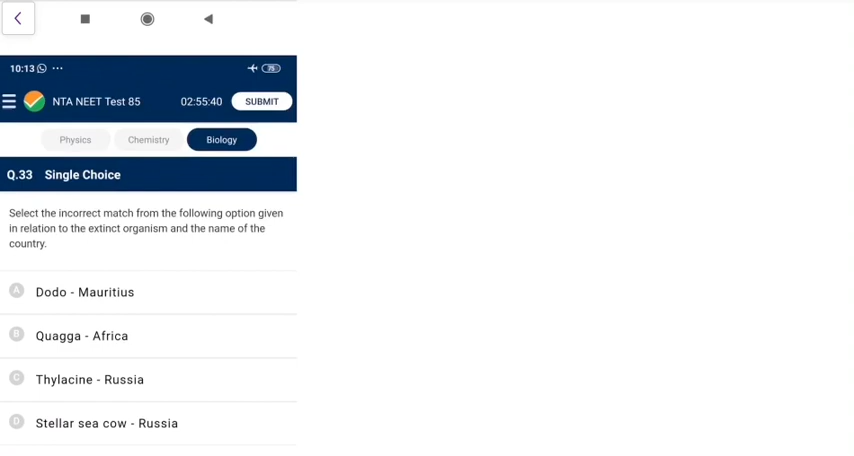 10:13
75
NTA NEET Test 85 02:55:40 SUBMIT
Physics Chemistry Biology
Q.33 Single Choice
Select the incorrect match from the following option given
in relation to the extinct organism and the name of the
country.
A Dodo - Mauritius
B Quagga - Africa
C Thylacine - Russia
D Stellar sea cow - Russia